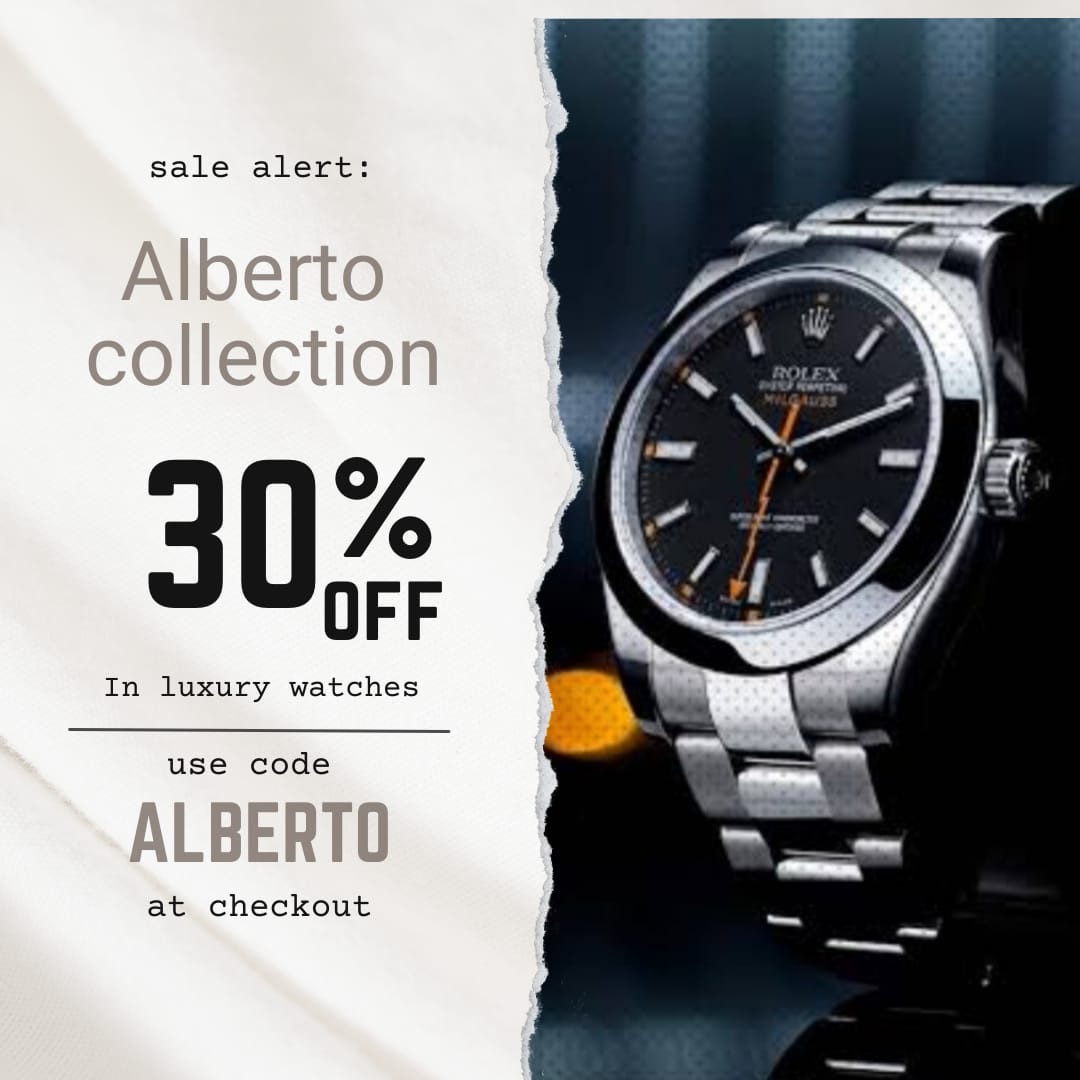 sale alert:
Alberto
collection
30%
OFF
In luxury watches
use code
ALBERTO
at checkout
ROLEX
OYSTER PERPETUAL
MILGAUSS